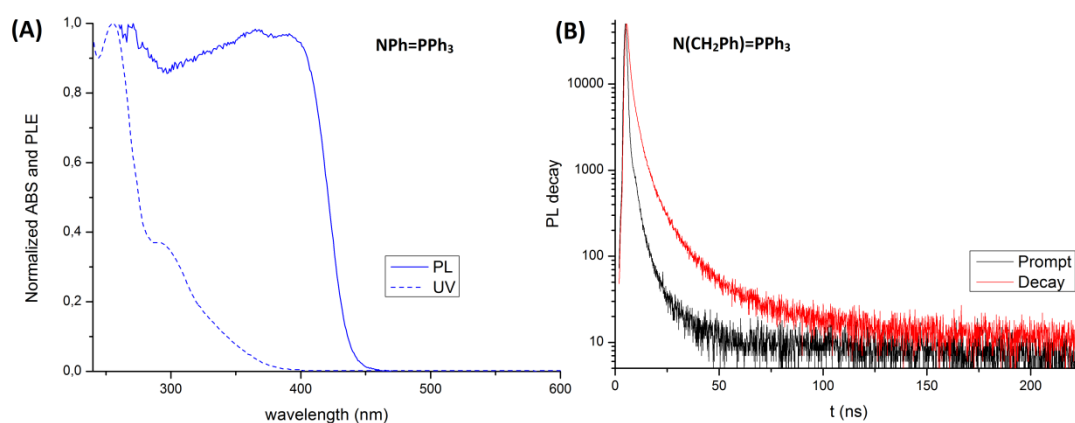 (A)
NPh=PPh₃
Normalized ABS and PLE
1,0
0,8
0,6
0,4
0,2
0,0
PL
UV
300
400
500
600
wavelength (nm)
(B)
N(CH₂Ph)=PPh₃
PL decay
10000
1000
100
10
Prompt
Decay
0
50
100
150
200
t (ns)